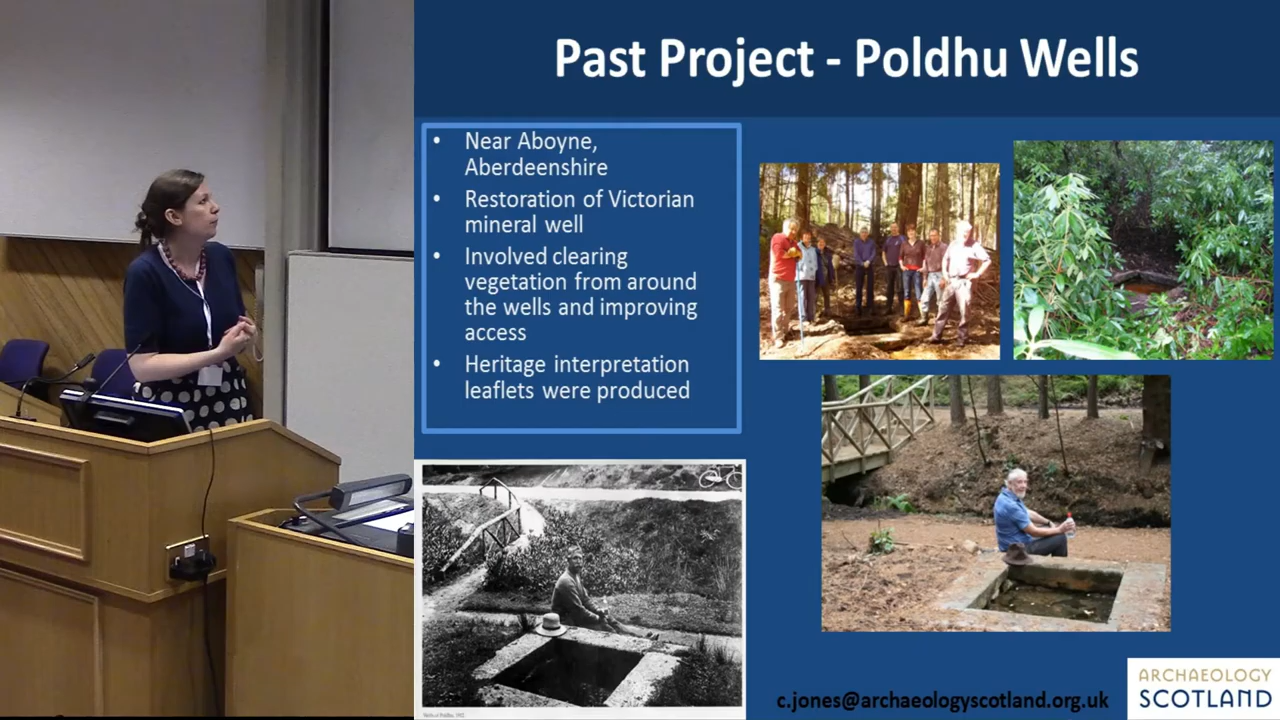 Past Project - Poldhu Wells
• Near Aboyne,
Aberdeenshire
• Restoration of Victorian
mineral well
• Involved clearing
vegetation from around
the wells and improving
access
• Heritage interpretation
leaflets were produced
c.jones@archaeologyscotland.org.uk
ARCHAEOLOGY
SCOTLAND